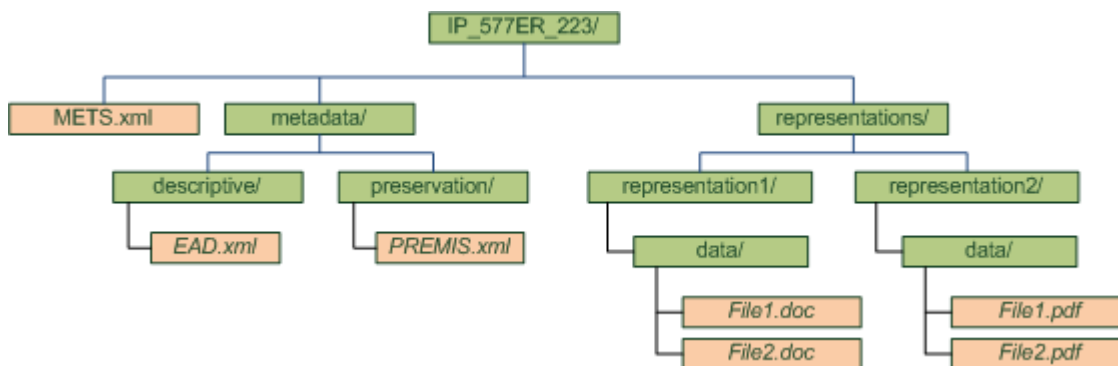 IP_577ER_223/
METS.xml
metadata/
representations/
descriptive/
preservation/
representation1/
representation2/
EAD.xml
PREMIS.xml
data/
data/
File1.doc
File1.pdf
File2.doc
File2.pdf